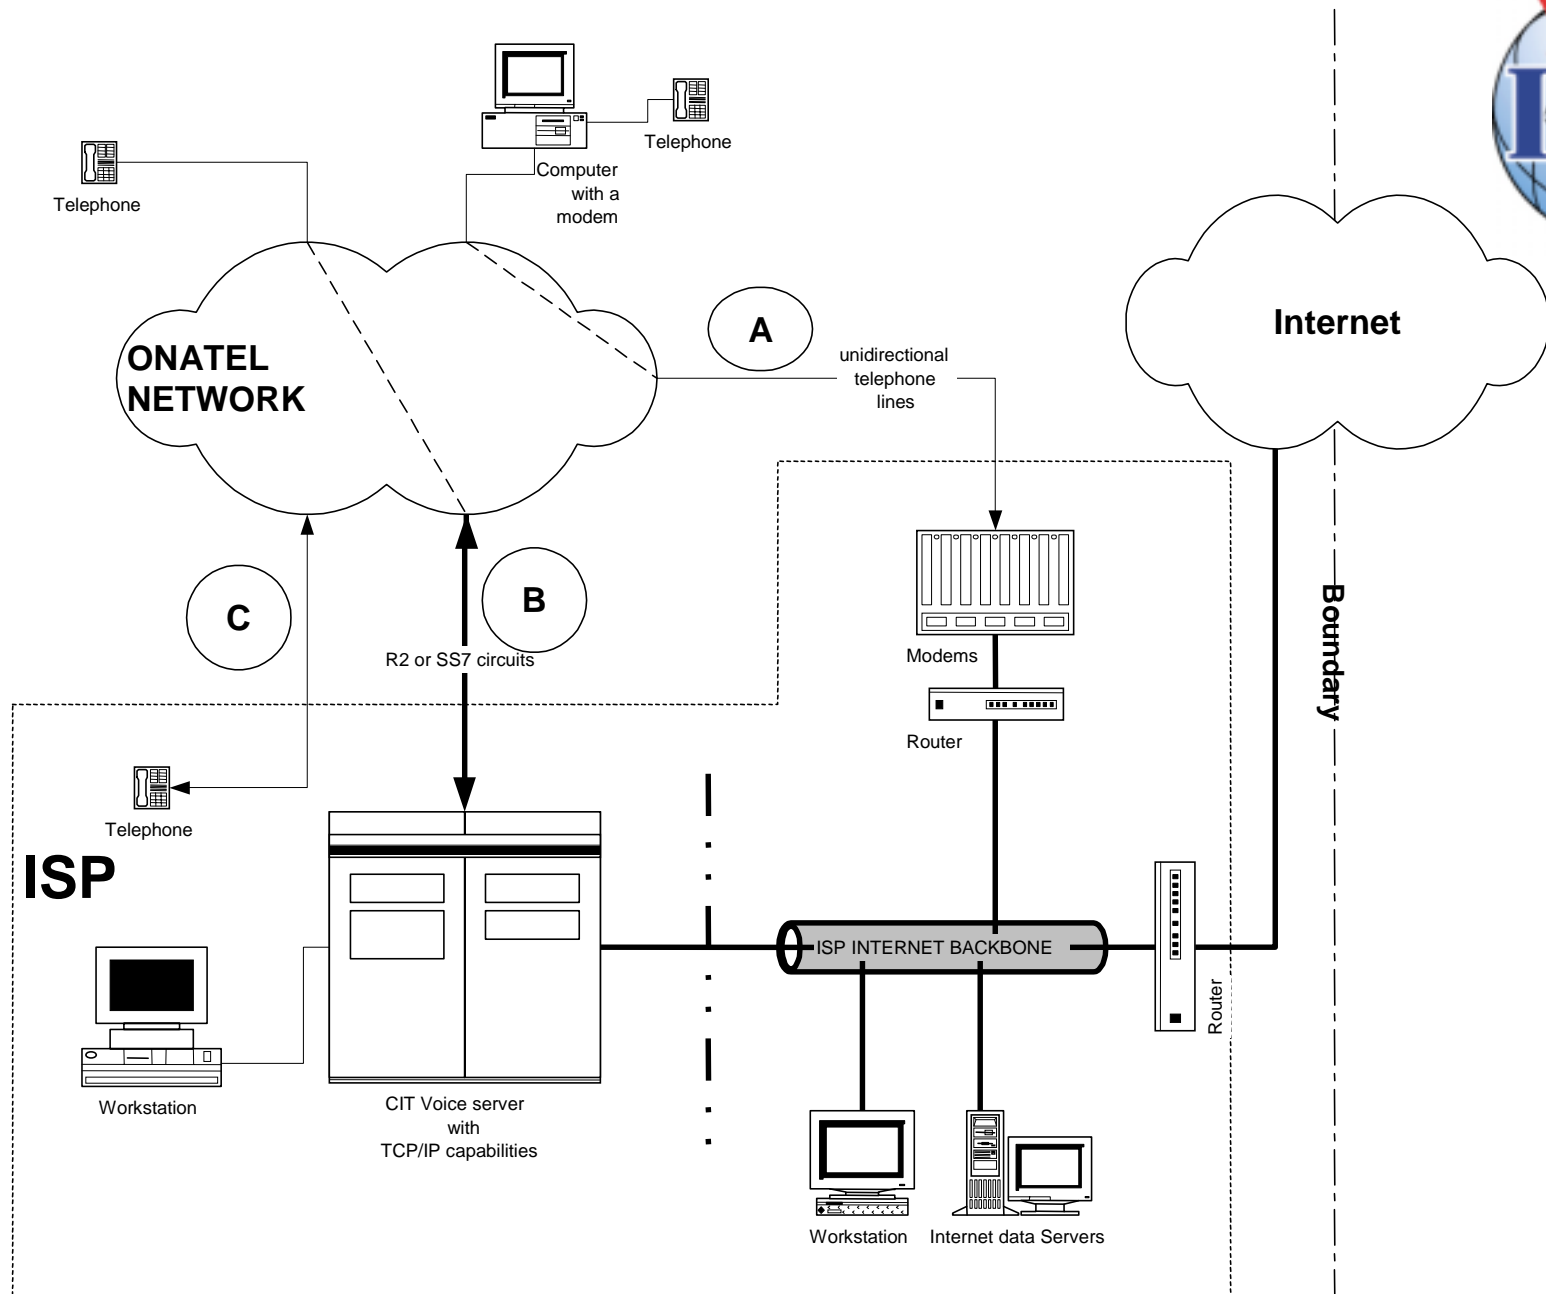 Telephone
Computer
with a
modem
Telephone
ONATEL
NETWORK
A
unidirectional
telephone
lines
Internet
C
B
R2 or SS7 circuits
Modems
Router
Boundary
Telephone
ISP
ISP INTERNET BACKBONE
Router
Workstation
CIT Voice server
with
TCP/IP capabilities
Workstation
Internet data Servers